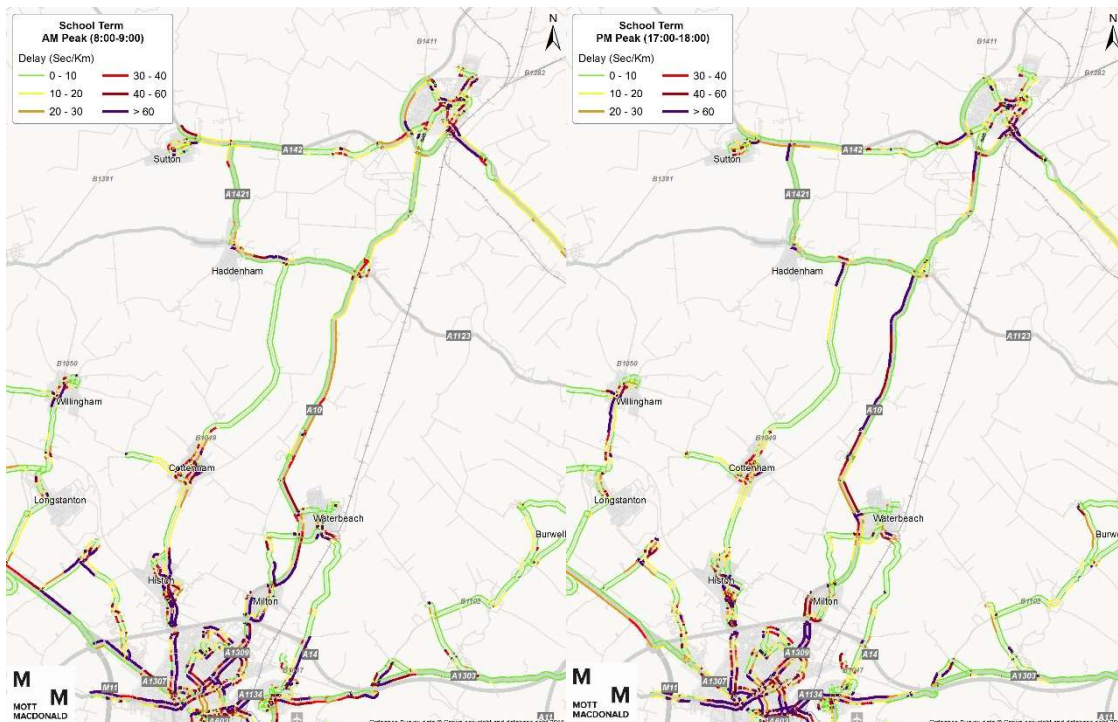 School Term
AM Peak (8:00-9:00)
Delay (Sec/Km)
0 - 10
10 - 20
20 - 30
30 - 40
40 - 60
> 60
N
B1411
B1382
Sutton
A142
B1381
A1421
Haddenham
A1123
B1050
Willingham
A10
B1049
Cottenham
Longstanton
Waterbeach
Burwell
Histon
Milton
B1102
A1309
A14
A1307
M11
A1134
A1303
M
M
MOTT
MACDONALD
School Term
PM Peak (17:00-18:00)
Delay (Sec/Km)
0 - 10
10 - 20
20 - 30
30 - 40
40 - 60
> 60
N
B1411
B1382
Sutton
A142
B1381
A1421
Haddenham
A1123
B1050
Willingham
A10
B1049
Cottenham
Longstanton
Waterbeach
Burwell
Histon
Milton
B1102
A1309
A14
A1307
M11
A1134
A1303
M
M
MOTT
MACDONALD